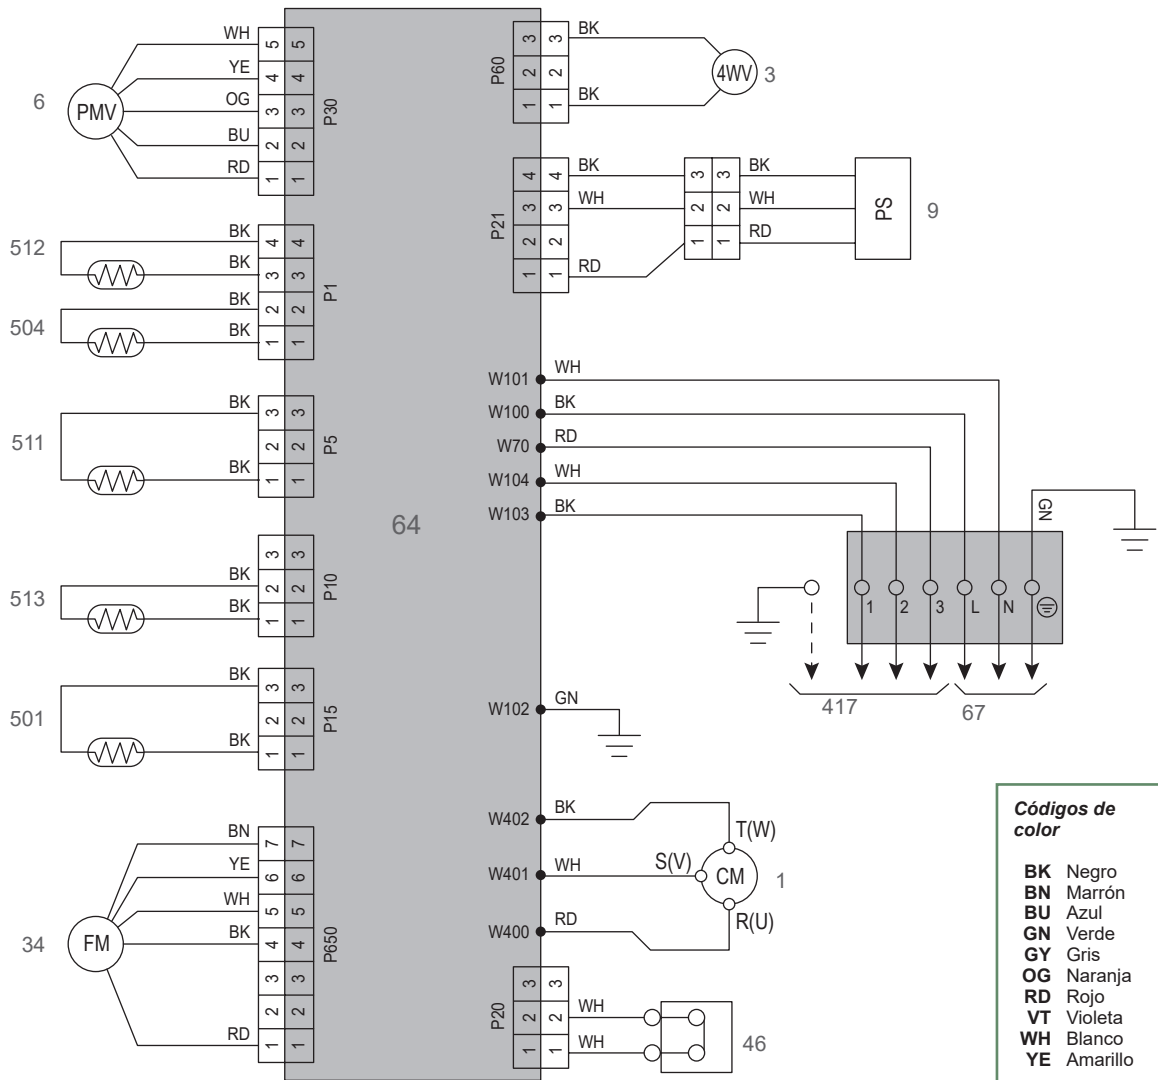 6
PMV
WH 5 5
YE 4 4
OG 3 3
BU 2 2
RD 1 1
P30
P60
3 3 BK
2 2
1 1 BK
4WV
3
P21
4 4 BK
3 3 WH
2 2
1 1 RD
3 3 BK
2 2 WH
1 1 RD
PS
9
512
504
BK 4 4
BK 3 3
BK 2 2
BK 1 1
P1
511
BK 3 3
2 2
BK 1 1
P5
513
3 3
BK 2 2
BK 1 1
P10
501
BK 3 3
2 2
BK 1 1
P15
64
W101 WH
W100 BK
W70 RD
W104 WH
W103 BK
GN
1 2 3 L N
417
67
W102 GN
34
FM
BN 7 7
YE 6 6
WH 5 5
BK 4 4
3 3
2 2
RD 1 1
P650
W402 BK
T(W)
W401 WH
S(V)
CM
1
W400 RD
R(U)
P20
3 3
2 2 WH
1 1 WH
46
Códigos de
color
BK Negro
BN Marrón
BU Azul
GN Verde
GY Gris
OG Naranja
RD Rojo
VT Violeta
WH Blanco
YE Amarillo